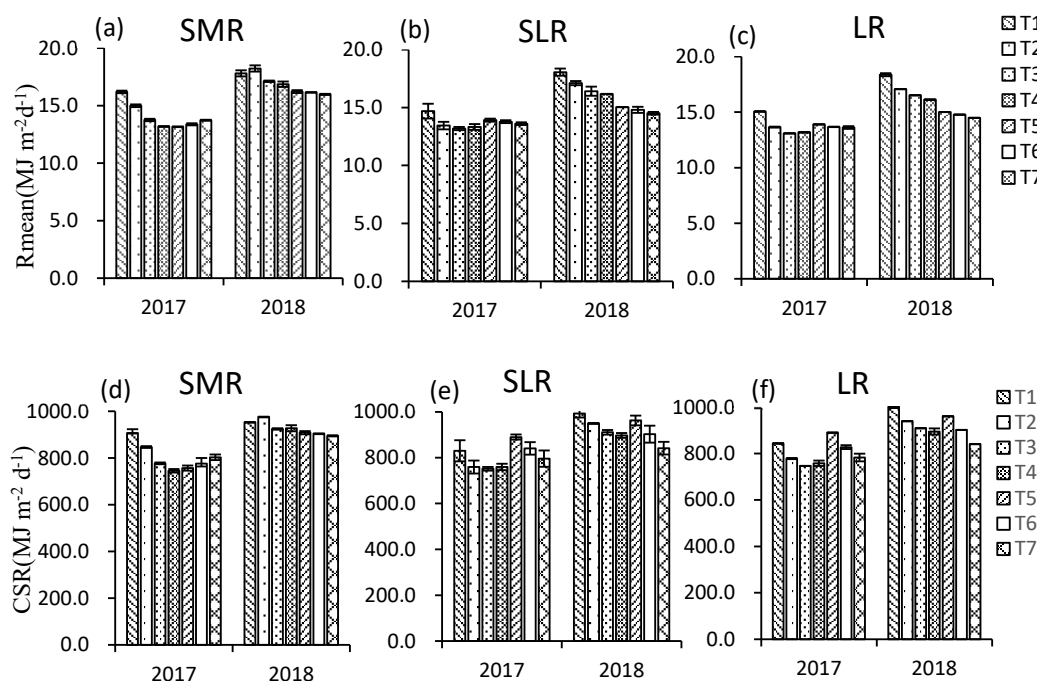 (a) SMR
Rmean(MJ m-2d-1)
20.0
15.0
10.0
5.0
0.0
2017 2018
(b) SLR
20.0
15.0
10.0
5.0
0.0
2017 2018
(c) LR
20.0
15.0
10.0
5.0
0.0
2017 2018
T1
T2
T3
T4
T5
T6
T7
(d) SMR
CSR(MJ m-2 d-1)
1000.0
800.0
600.0
400.0
200.0
0.0
2017 2018
(e) SLR
1000.0
800.0
600.0
400.0
200.0
0.0
2017 2018
(f) LR
1000.0
800.0
600.0
400.0
200.0
0.0
2017 2018
T1
T2
T3
T4
T5
T6
T7